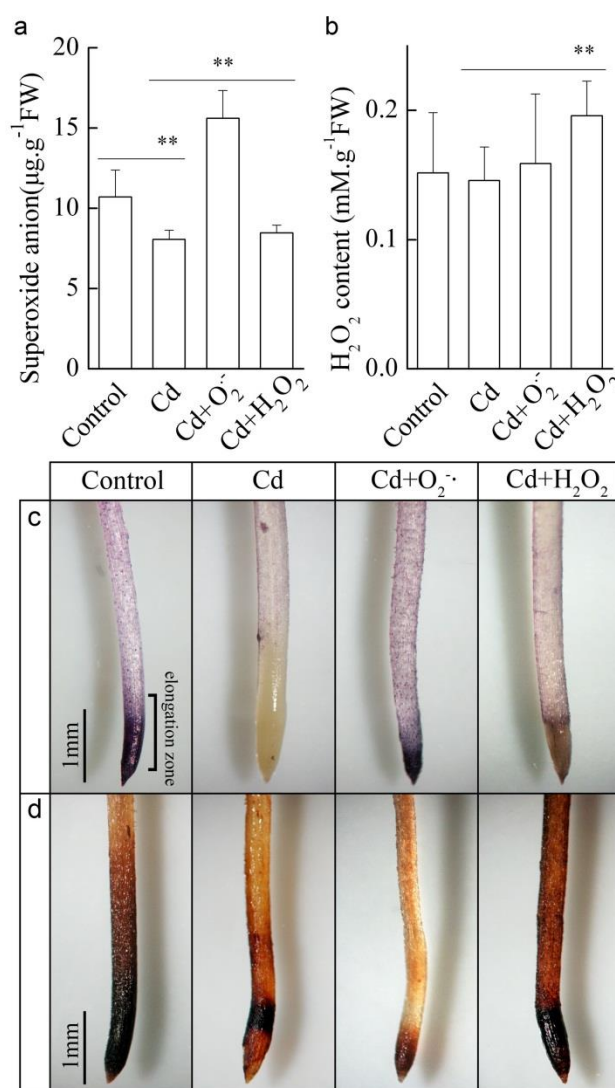 a
b
20
15
10
5
0
Superoxide anion(µg.g⁻¹FW)
**
**
Control
Cd
Cd+O₂·⁻
Cd+H₂O₂
0.2
0.1
0.0
H₂O₂ content (mM.g⁻¹FW)
**
Control
Cd
Cd+O₂·⁻
Cd+H₂O₂
Control
Cd
Cd+O₂⁻·
Cd+H₂O₂
c
elongation zone
1mm
d
1mm